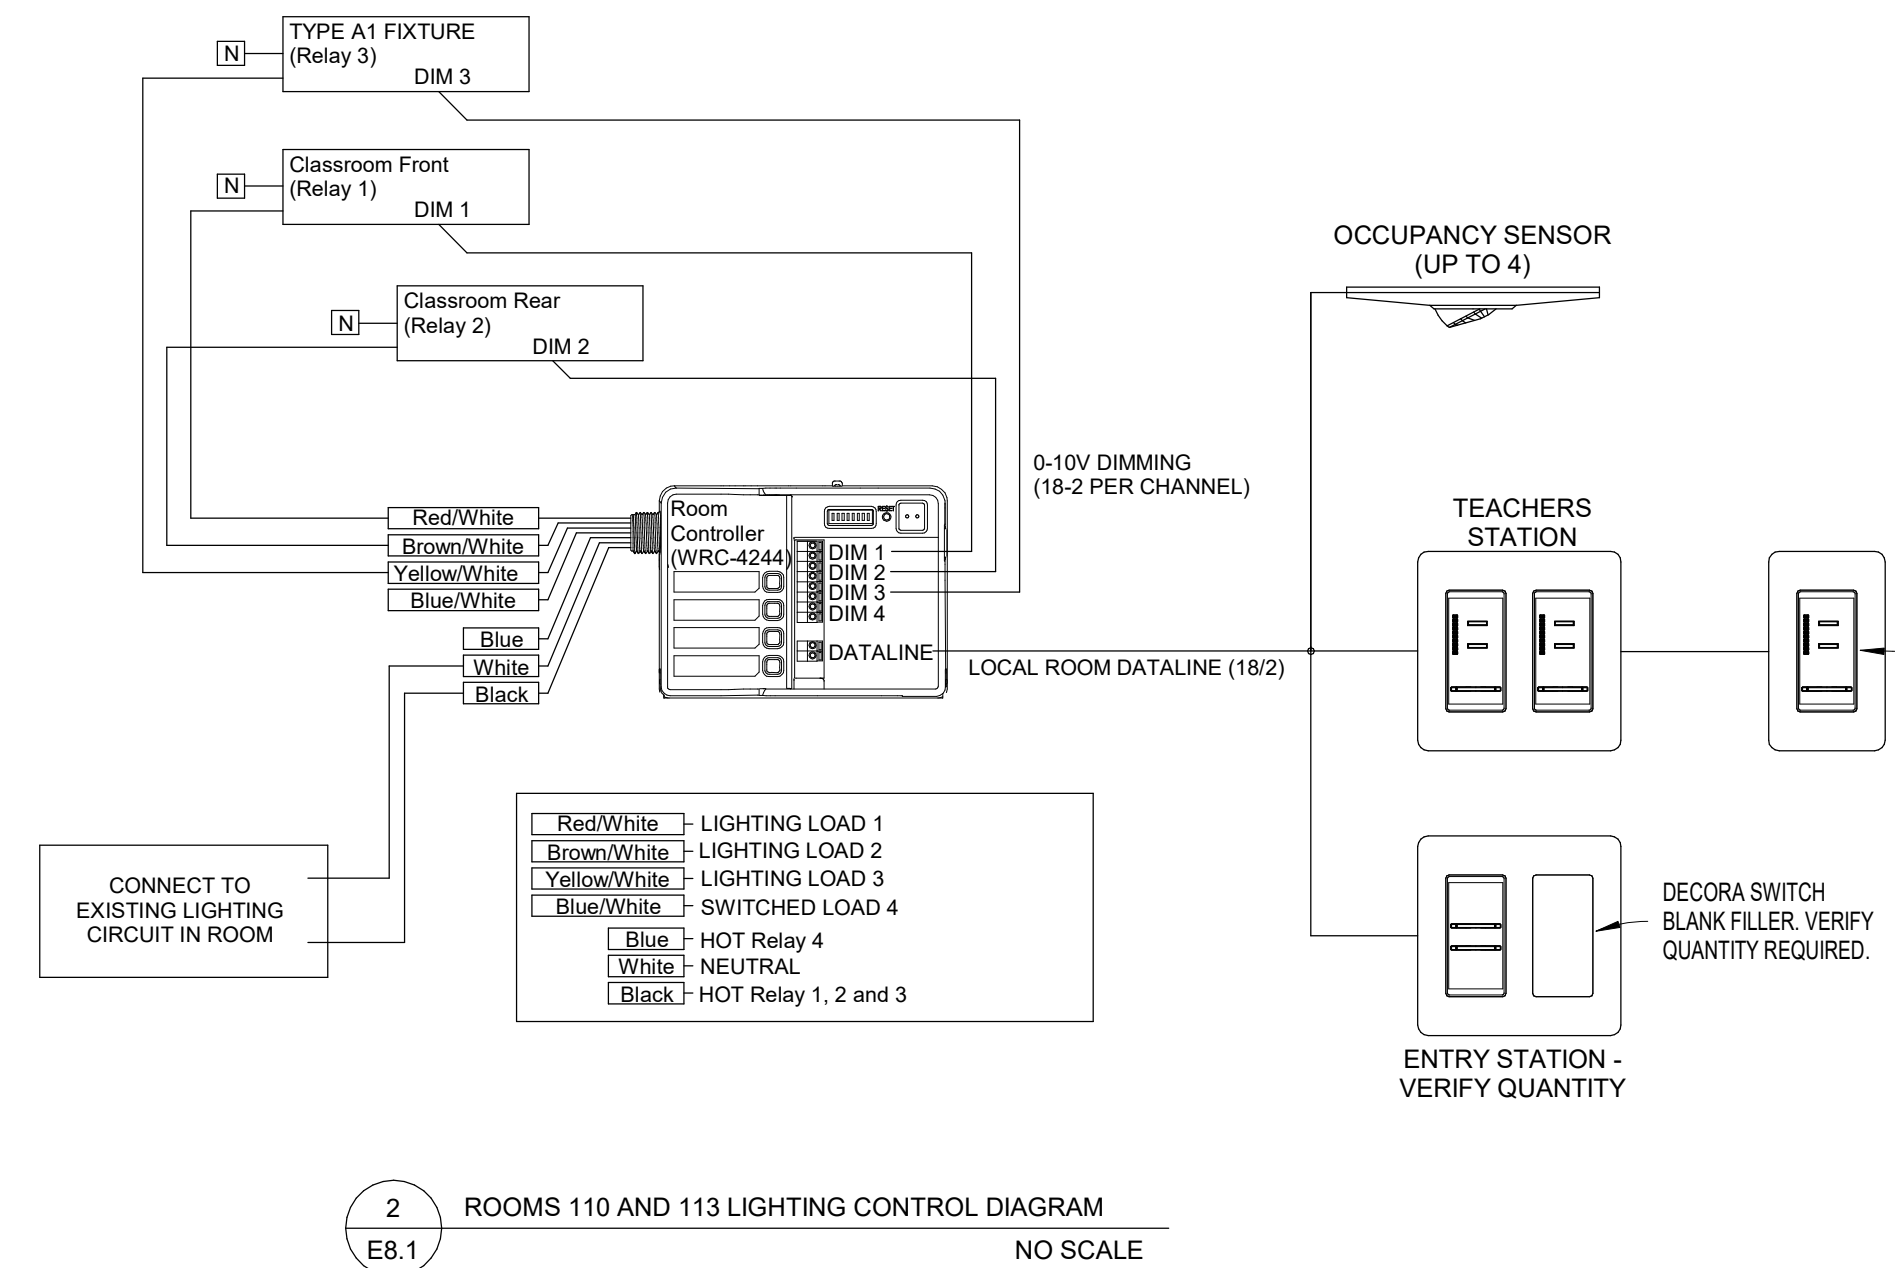 TYPE A1 FIXTURE
(Relay 3)
N
DIM 3
Classroom Front
(Relay 1)
N
DIM 1
Classroom Rear
(Relay 2)
N
DIM 2
OCCUPANCY SENSOR
(UP TO 4)
0-10V DIMMING
(18-2 PER CHANNEL)
Red/White
Brown/White
Yellow/White
Blue/White
Blue
White
Black
Room
Controller
(WRC-4244)
RESET
DIM 1
DIM 2
DIM 3
DIM 4
DATALINE
LOCAL ROOM DATALINE (18/2)
TEACHERS
STATION
CONNECT TO
EXISTING LIGHTING
CIRCUIT IN ROOM
Red/White LIGHTING LOAD 1
Brown/White LIGHTING LOAD 2
Yellow/White LIGHTING LOAD 3
Blue/White SWITCHED LOAD 4
Blue HOT Relay 4
White NEUTRAL
Black HOT Relay 1, 2 and 3
DECORA SWITCH
BLANK FILLER. VERIFY
QUANTITY REQUIRED.
ENTRY STATION -
VERIFY QUANTITY
2
E8.1
ROOMS 110 AND 113 LIGHTING CONTROL DIAGRAM
NO SCALE